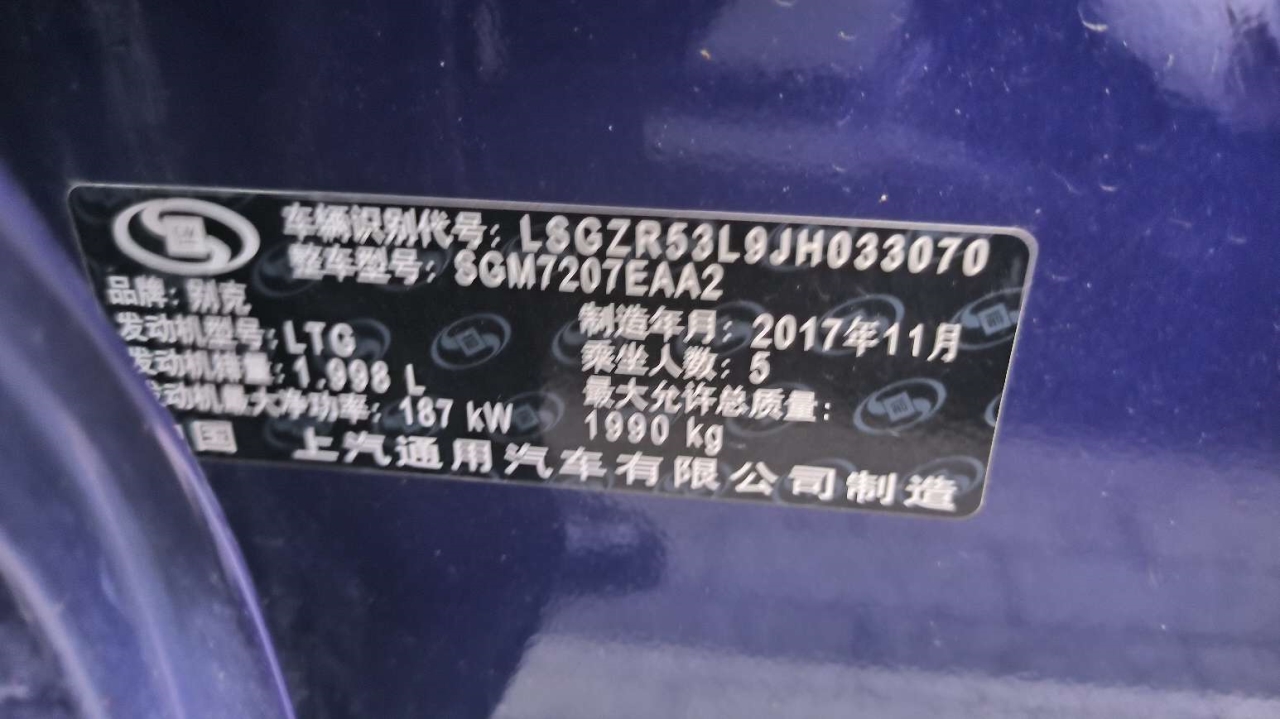 车辆识别代号：LSGZR53L9JH033070
整车型号：SGM7207EAA2
品牌：别克
发动机型号：LTG
制造年月：2017年11月
发动机排量：1.998 L
乘坐人数：5
发动机最大净功率：187 kW
最大允许总质量：
1990 kg
中国 上汽通用汽车有限公司制造